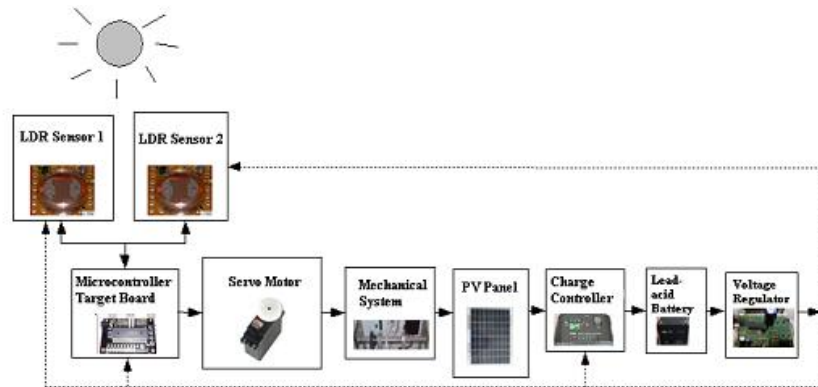 LDR Sensor 1
LDR Sensor 2
Microcontroller
Target Board
Servo Motor
Mechanical
System
PV Panel
Charge
Controller
Lead-
acid
Battery
Voltage
Regulator